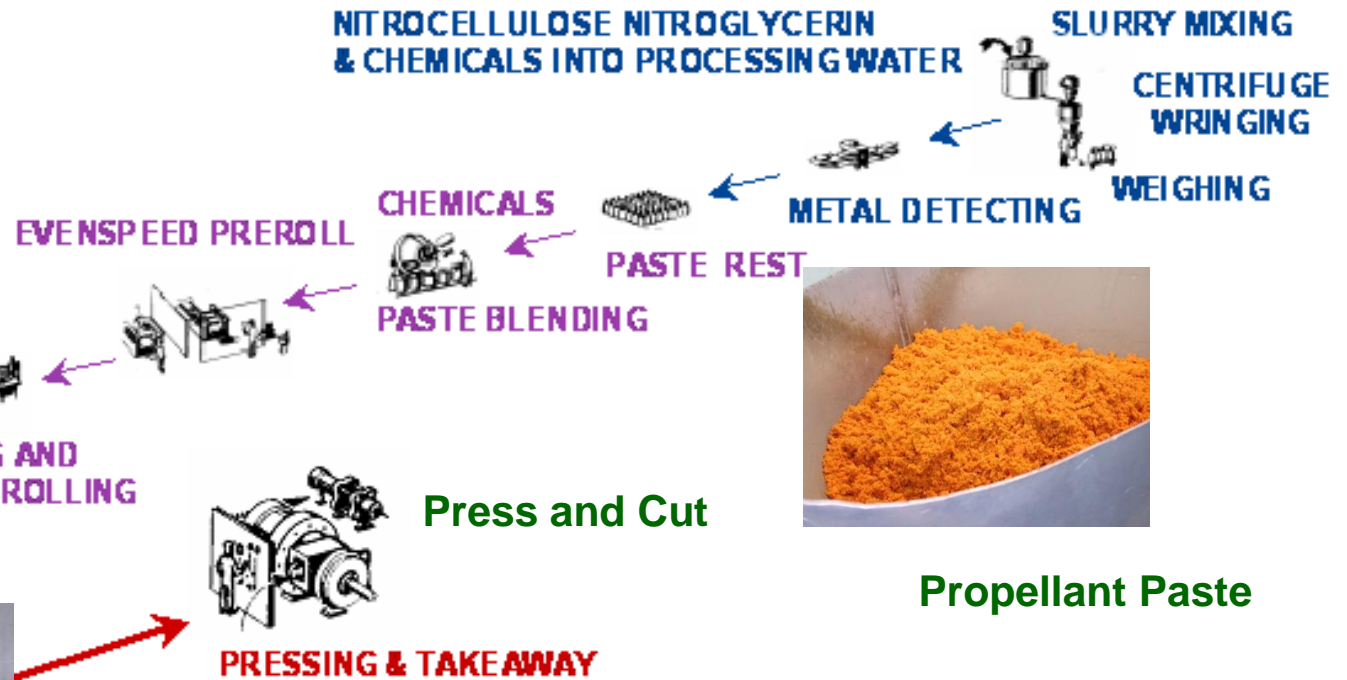 NITROCELLULOSE NITROGLYCERIN
& CHEMICALS INTO PROCESSING WATER
SLURRY MIXING
CENTRIFUGE
WRINGING
WEIGHING
METAL DETECTING
PASTE REST
CHEMICALS
PASTE BLENDING
EVENSPEED PREROLL
AND
ROLLING
Press and Cut
Propellant Paste
PRESSING & TAKEAWAY